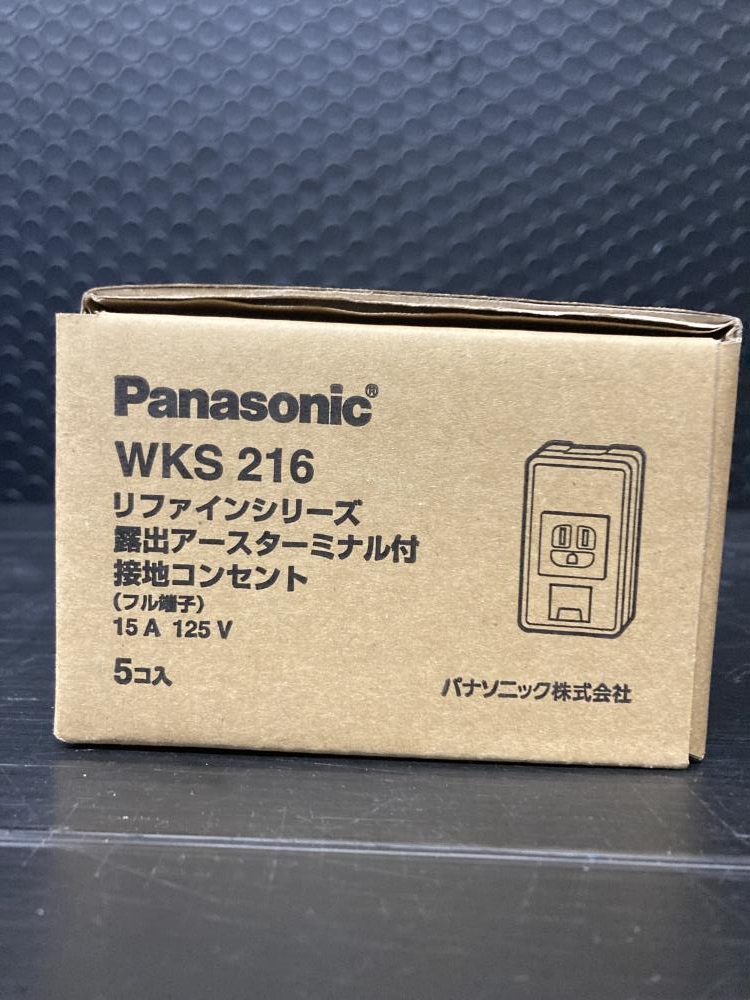 Panasonic®
WKS 216
リファインシリーズ
露出アースターミナル付
接地コンセント
(フル端子)
15 A 125 V
5コ入
パナソニック株式会社